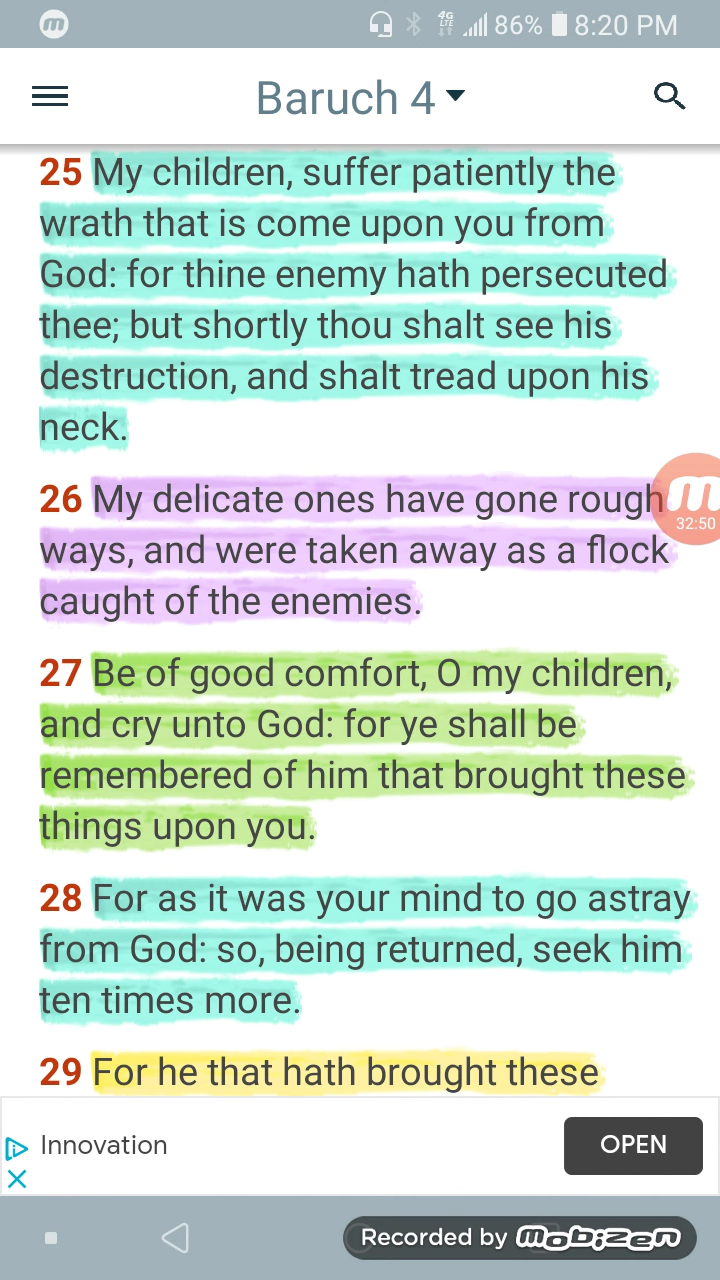 m 4G LTE 86% 8:20 PM
Baruch 4
25 My children, suffer patiently the
wrath that is come upon you from
God: for thine enemy hath persecuted
thee; but shortly thou shalt see his
destruction, and shalt tread upon his
neck.
26 My delicate ones have gone rough
ways, and were taken away as a flock
caught of the enemies.
m
32:50
27 Be of good comfort, O my children,
and cry unto God: for ye shall be
remembered of him that brought these
things upon you.
28 For as it was your mind to go astray
from God: so, being returned, seek him
ten times more.
29 For he that hath brought these
Innovation
OPEN
Recorded by mobizen